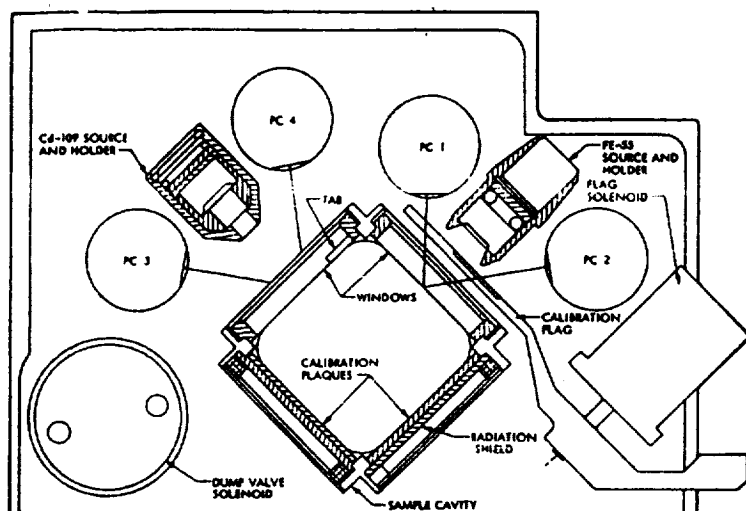 Cd-109 SOURCE
AND HOLDER
PC 4
PC 1
FE-55
SOURCE AND
HOLDER
FLAG
SOLENOID
TAB
PC 3
PC 2
WINDOWS
CALIBRATION
FLAG
CALIBRATION
PLAQUES
RADIATION
SHIELD
DUMP VALVE
SOLENOID
SAMPLE CAVITY